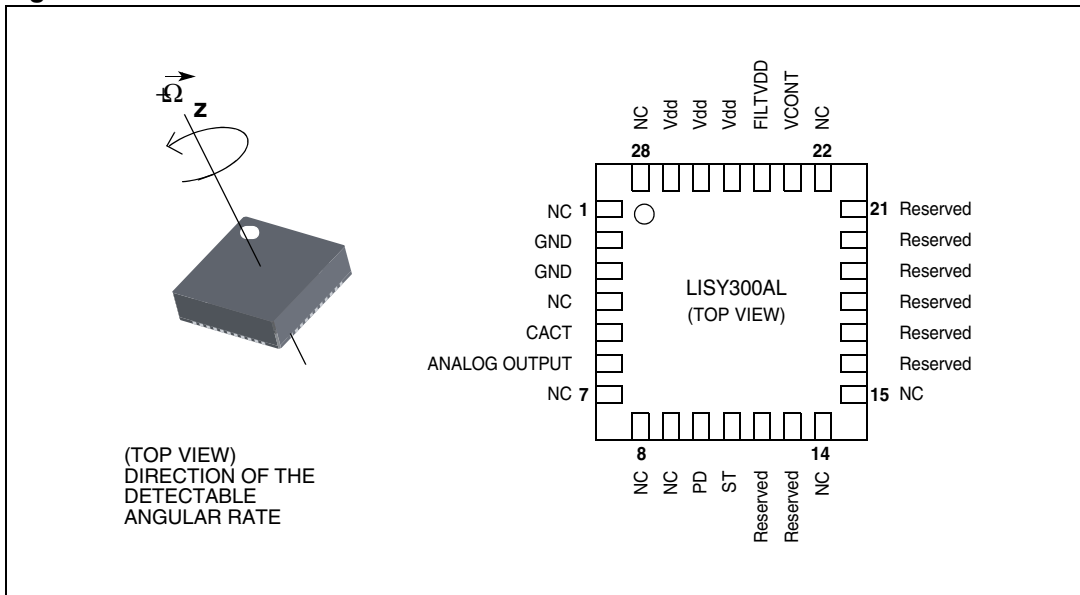 +Ω
Z
(TOP VIEW)
DIRECTION OF THE
DETECTABLE
ANGULAR RATE
NC
Vdd
Vdd
Vdd
FILTVDD
VCONT
NC
28
22
NC 1
GND
GND
NC
CACT
ANALOG OUTPUT
NC 7
LISY300AL
(TOP VIEW)
21 Reserved
Reserved
Reserved
Reserved
Reserved
Reserved
15 NC
8
14
NC
NC
PD
ST
Reserved
Reserved
NC